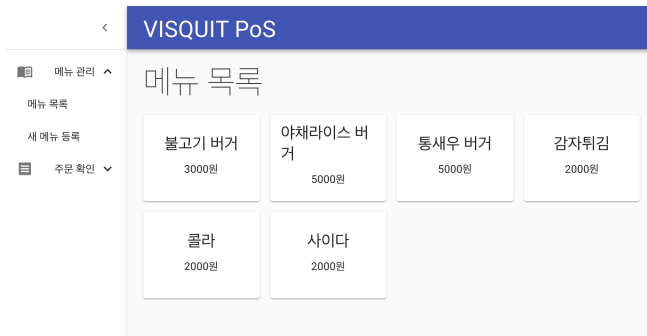 VISQUIT PoS
메뉴 관리
메뉴 목록
새 메뉴 등록
주문 확인
메뉴 목록
불고기 버거
3000원
야채라이스 버
거
5000원
통새우 버거
5000원
감자튀김
2000원
콜라
2000원
사이다
2000원